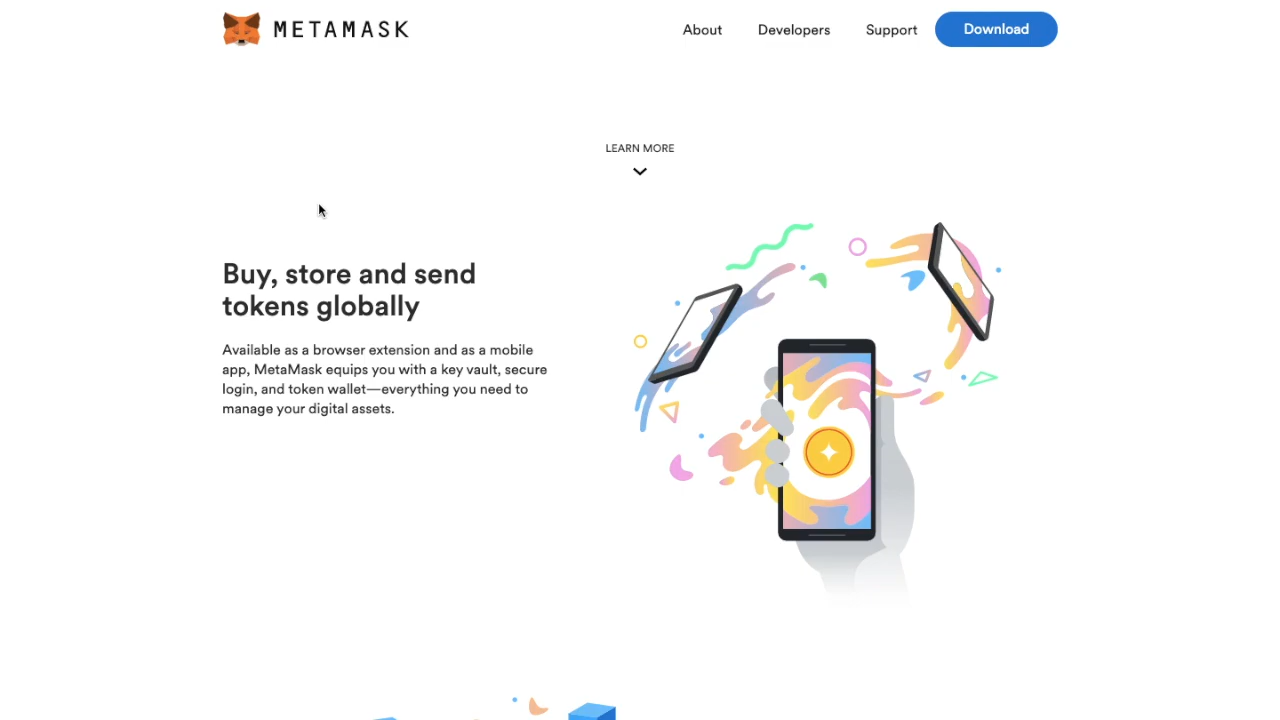 METAMASK
About
Developers
Support
Download
LEARN MORE
Buy, store and send
tokens globally
Available as a browser extension and as a mobile
app, MetaMask equips you with a key vault, secure
login, and token wallet—everything you need to
manage your digital assets.